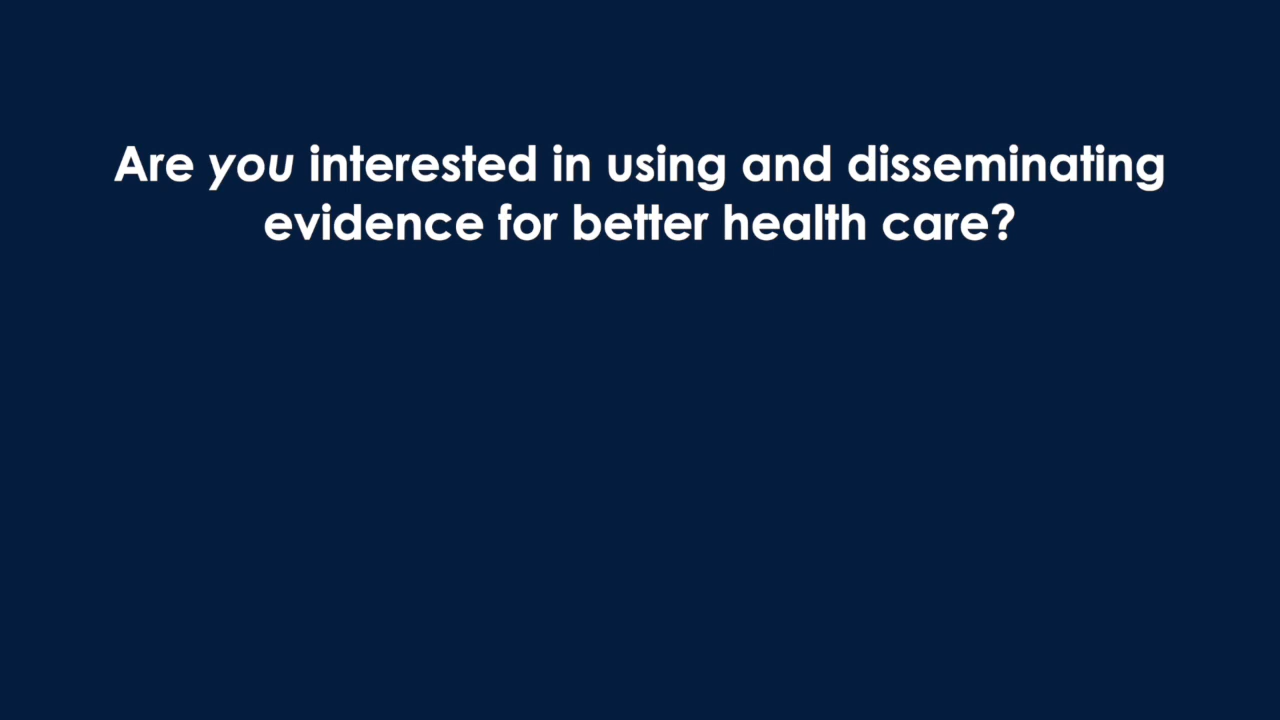 Are you interested in using and disseminating
evidence for better health care?